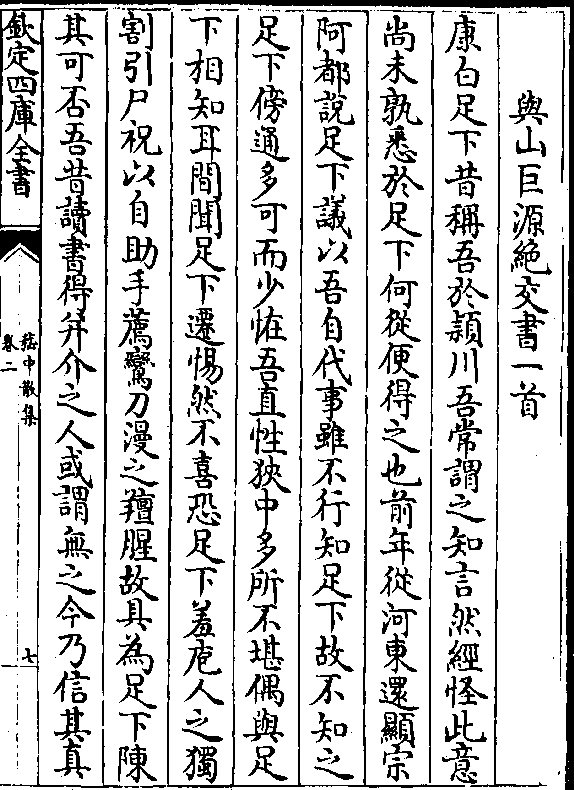 與山巨源絶交書一首
康白足下昔稱吾於潁川吾常謂之知言然經怪此意
尚未孰悉於足下何從便得之也前年從河東還顯宗
阿都說足下議以吾自代事雖不行知足下故不知之
足下傍通多可而少怪吾直性狹中多所不堪偶與足
下相知耳間聞足下遷惕然不喜恐足下羞庖人之獨
割引尸祝以自助手薦鸞刀漫之羶腥故具為足下陳
其可否吾昔讀書得并介之人或謂無之今乃信其真
欽定四庫全書
嵇中散集
卷二
七